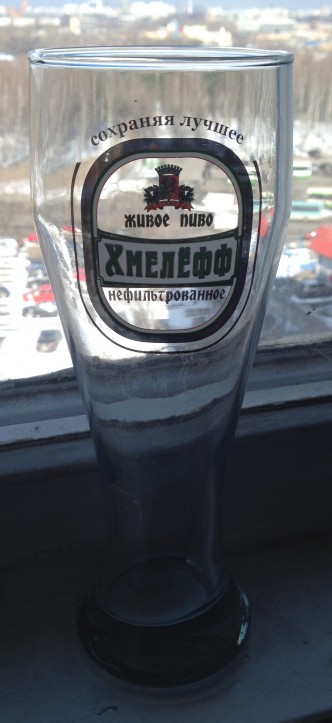 сохраняя лучшее
живое пиво
Хмелёфф
нефильтрованное